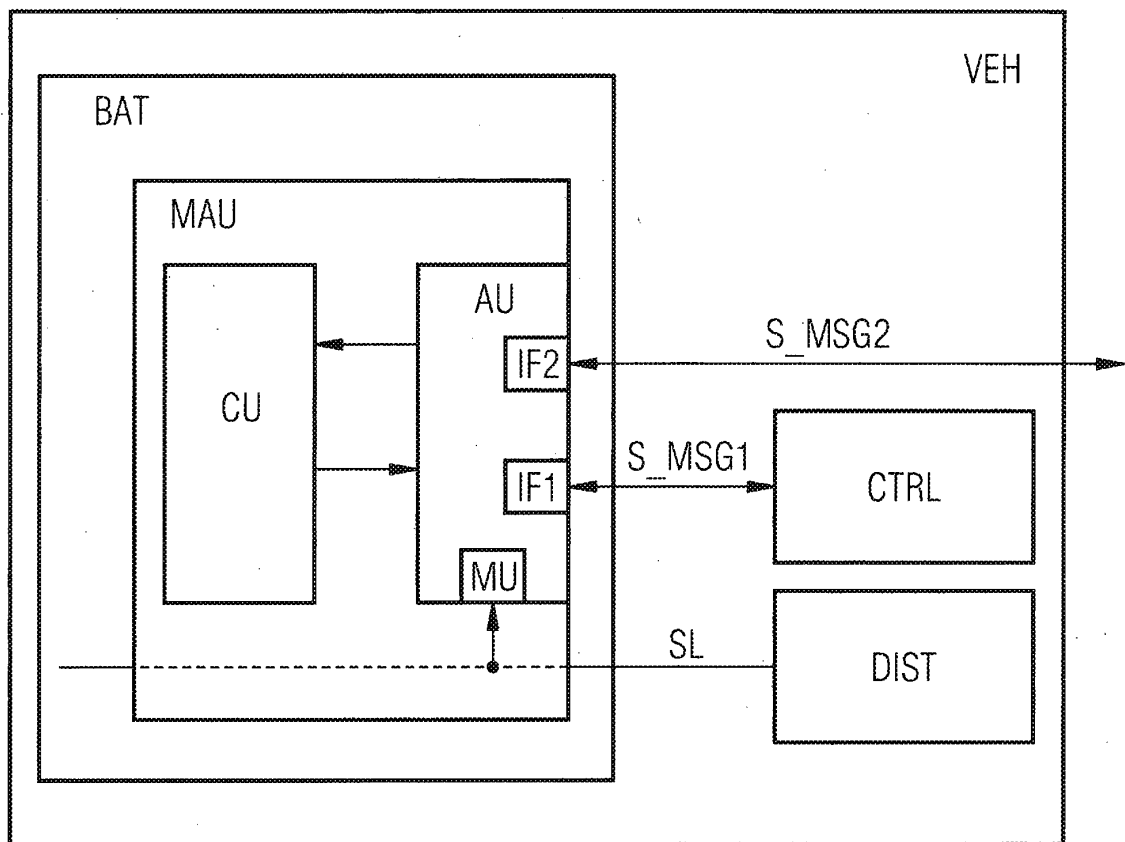 VEH
BAT
MAU
AU
S_MSG2
IF2
CU
S_MSG1
IF1
CTRL
MU
SL
DIST